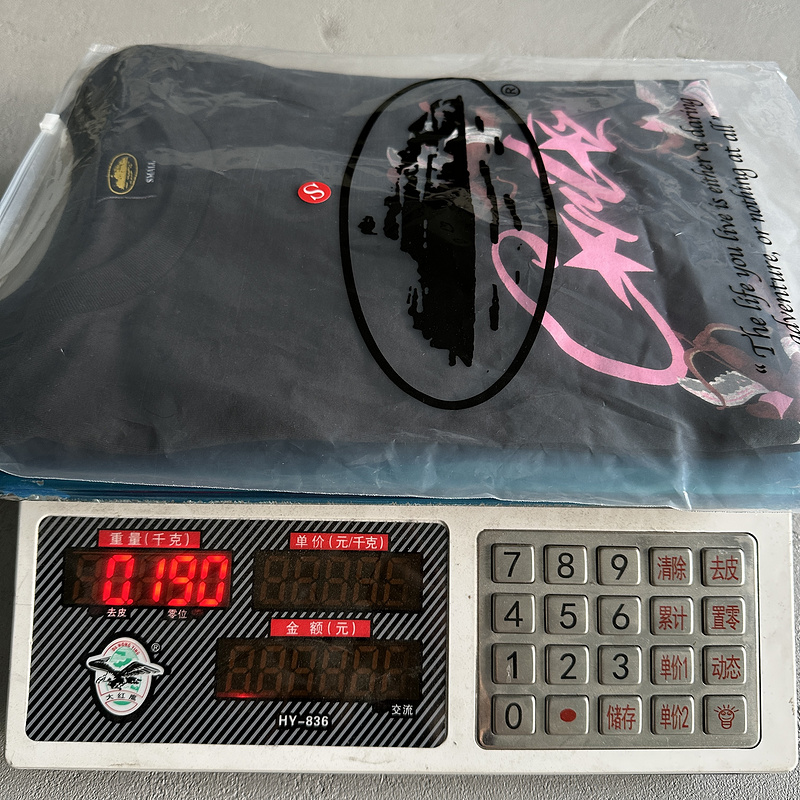 SMALL
S
®
“The life you live is either a daring
adventure, or nothing at all”
重量(千克)
单价(元/千克)
0.190
去皮
零位
金额(元)
®
大红鹰
HY-836
交流
7 8 9 清除 去皮
4 5 6 累计 置零
1 2 3 单价1 动态
0 储存 单价2